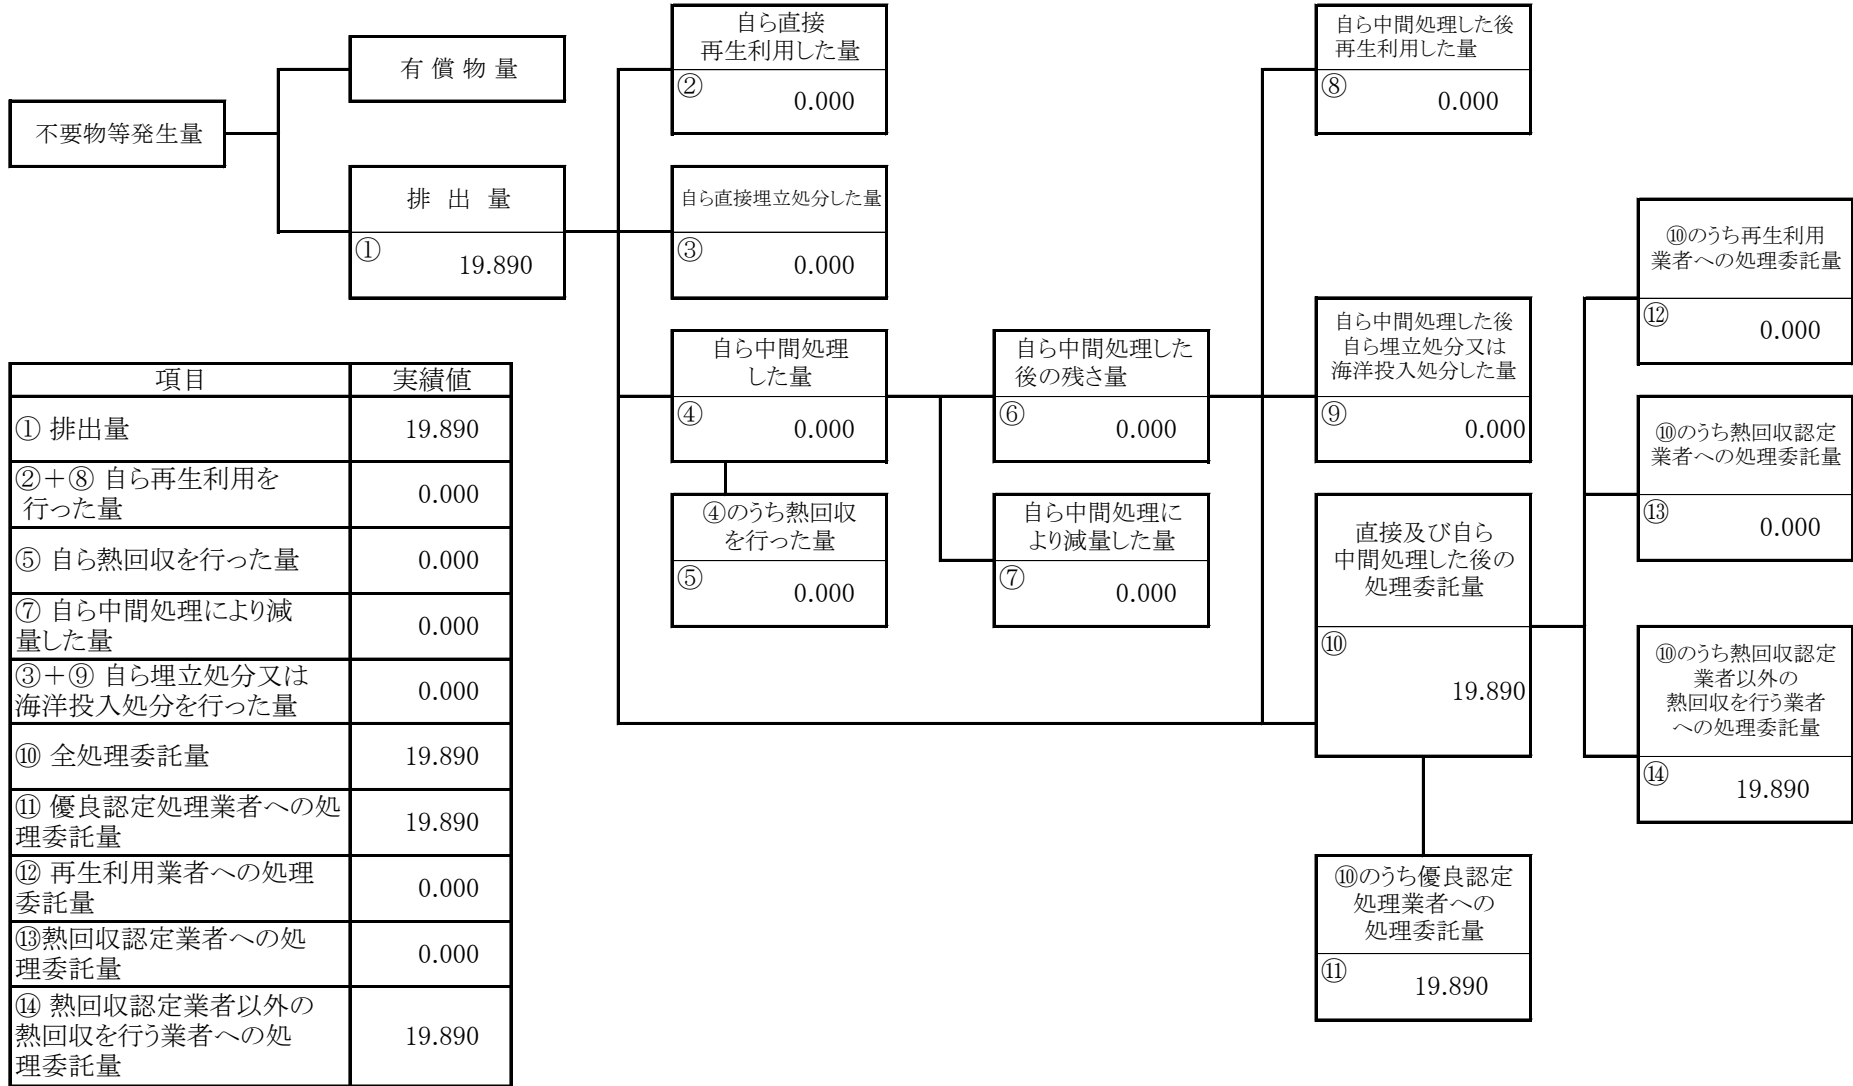 不要物等発生量
有償物量
排出量
①
19.890
自ら直接
再生利用した量
②
0.000
自ら直接埋立処分した量
③
0.000
自ら中間処理
した量
④
0.000
④のうち熱回収
を行った量
⑤
0.000
自ら中間処理した
後の残さ量
⑥
0.000
自ら中間処理に
より減量した量
⑦
0.000
自ら中間処理した後
再生利用した量
⑧
0.000
自ら中間処理した後
自ら埋立処分又は
海洋投入処分した量
⑨
0.000
直接及び自ら
中間処理した後の
処理委託量
⑩
19.890
⑩のうち優良認定
処理業者への
処理委託量
⑪
19.890
⑩のうち再生利用
業者への処理委託量
⑫
0.000
⑩のうち熱回収認定
業者への処理委託量
⑬
0.000
⑩のうち熱回収認定
業者以外の
熱回収を行う業者
への処理委託量
⑭
19.890
項目 実績値
① 排出量 19.890
②+⑧ 自ら再生利用を
行った量 0.000
⑤ 自ら熱回収を行った量 0.000
⑦ 自ら中間処理により減
量した量 0.000
③+⑨ 自ら埋立処分又は
海洋投入処分を行った量 0.000
⑩ 全処理委託量 19.890
⑪ 優良認定処理業者への処
理委託量 19.890
⑫ 再生利用業者への処理
委託量 0.000
⑬熱回収認定業者への処
理委託量 0.000
⑭ 熱回収認定業者以外の
熱回収を行う業者への処
理委託量 19.890